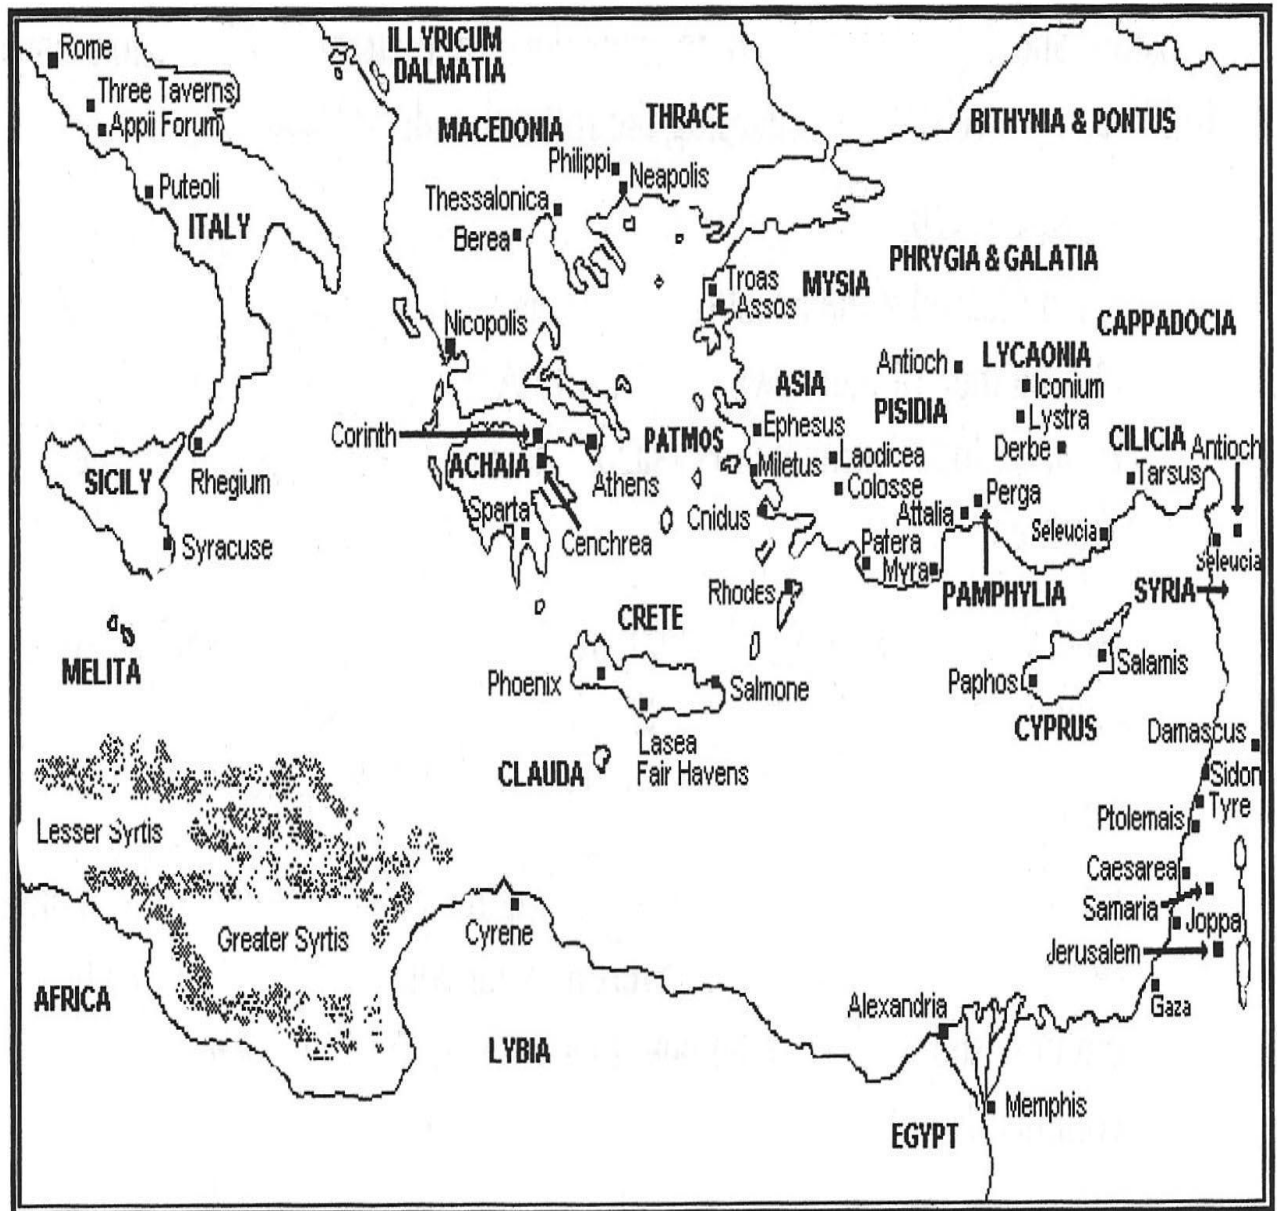 Rome
Three Taverns
Appii Forum
Puteoli
ITALY
ILLYRICUM
DALMATIA
MACEDONIA
THRACE
BITHYNIA & PONTUS
Philippi
Neapolis
Thessalonica
Berea
PHRYGIA & GALATIA
Troas
MYSIA
Assos
CAPPADOCIA
Nicopolis
Antioch
LYCAONIA
Iconium
ASIA
PISIDIA
Lystra
Ephesus
Corinth
PATMOS
Derbe
CILICIA
Antioch
ACHAIA
Miletus
Laodicea
Tarsus
SICILY
Rhegium
Athens
Colosse
Perga
Sparta
Cnidus
Attalia
Seleucia
Syracuse
Cenchrea
Patera
Myra
Seleucia
Rhodes
PAMPHYLIA
SYRIA
CRETE
MELITA
Phoenix
Salmone
Paphos
Salamis
CYPRUS
Damascus
Lasea
Fair Havens
CLAUDA
Sidon
Tyre
Ptolemais
Lesser Syrtis
Caesarea
Samaria
Joppa
Greater Syrtis
Cyrene
Jerusalem
AFRICA
Alexandria
Gaza
LYBIA
Memphis
EGYPT